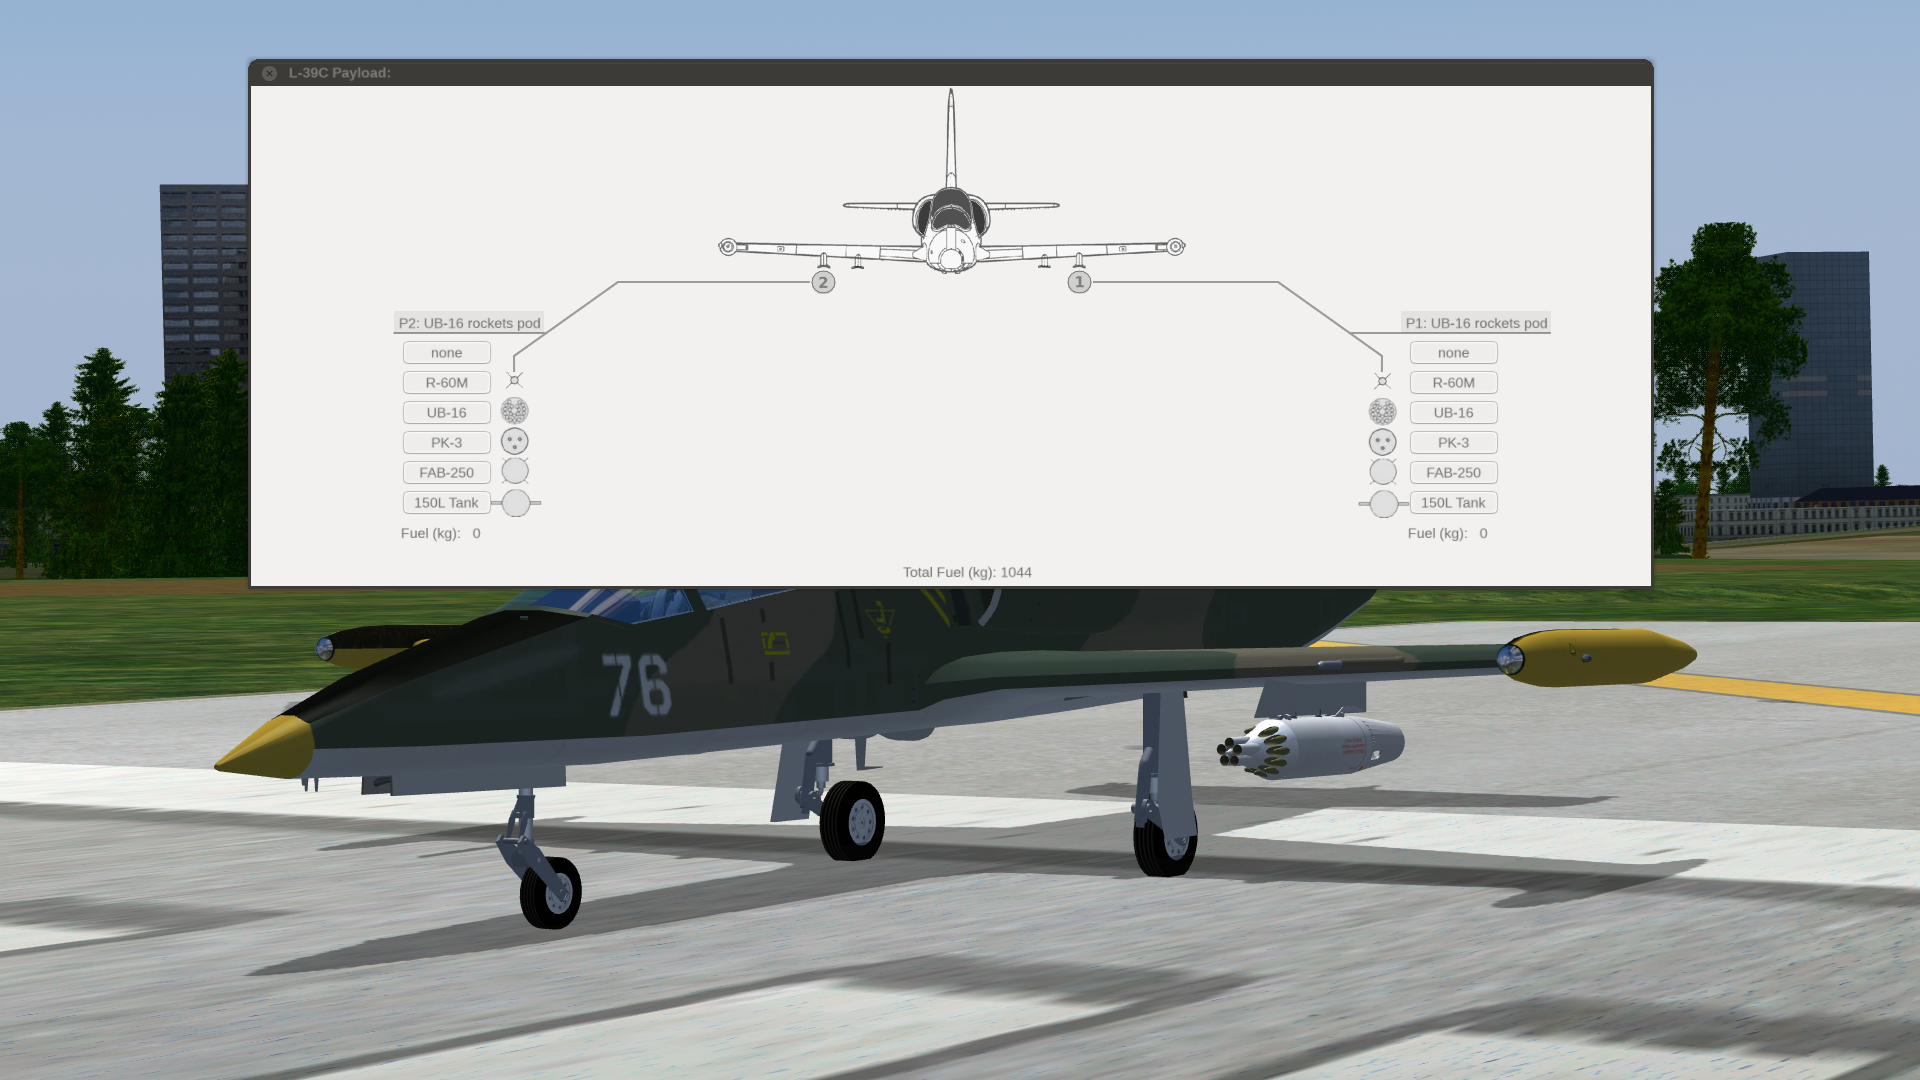 L-39C Payload:
2
1
P2: UB-16 rockets pod
none
R-60M
UB-16
PK-3
FAB-250
150L Tank
Fuel (kg): 0
P1: UB-16 rockets pod
none
R-60M
UB-16
PK-3
FAB-250
150L Tank
Fuel (kg): 0
Total Fuel (kg): 1044
76